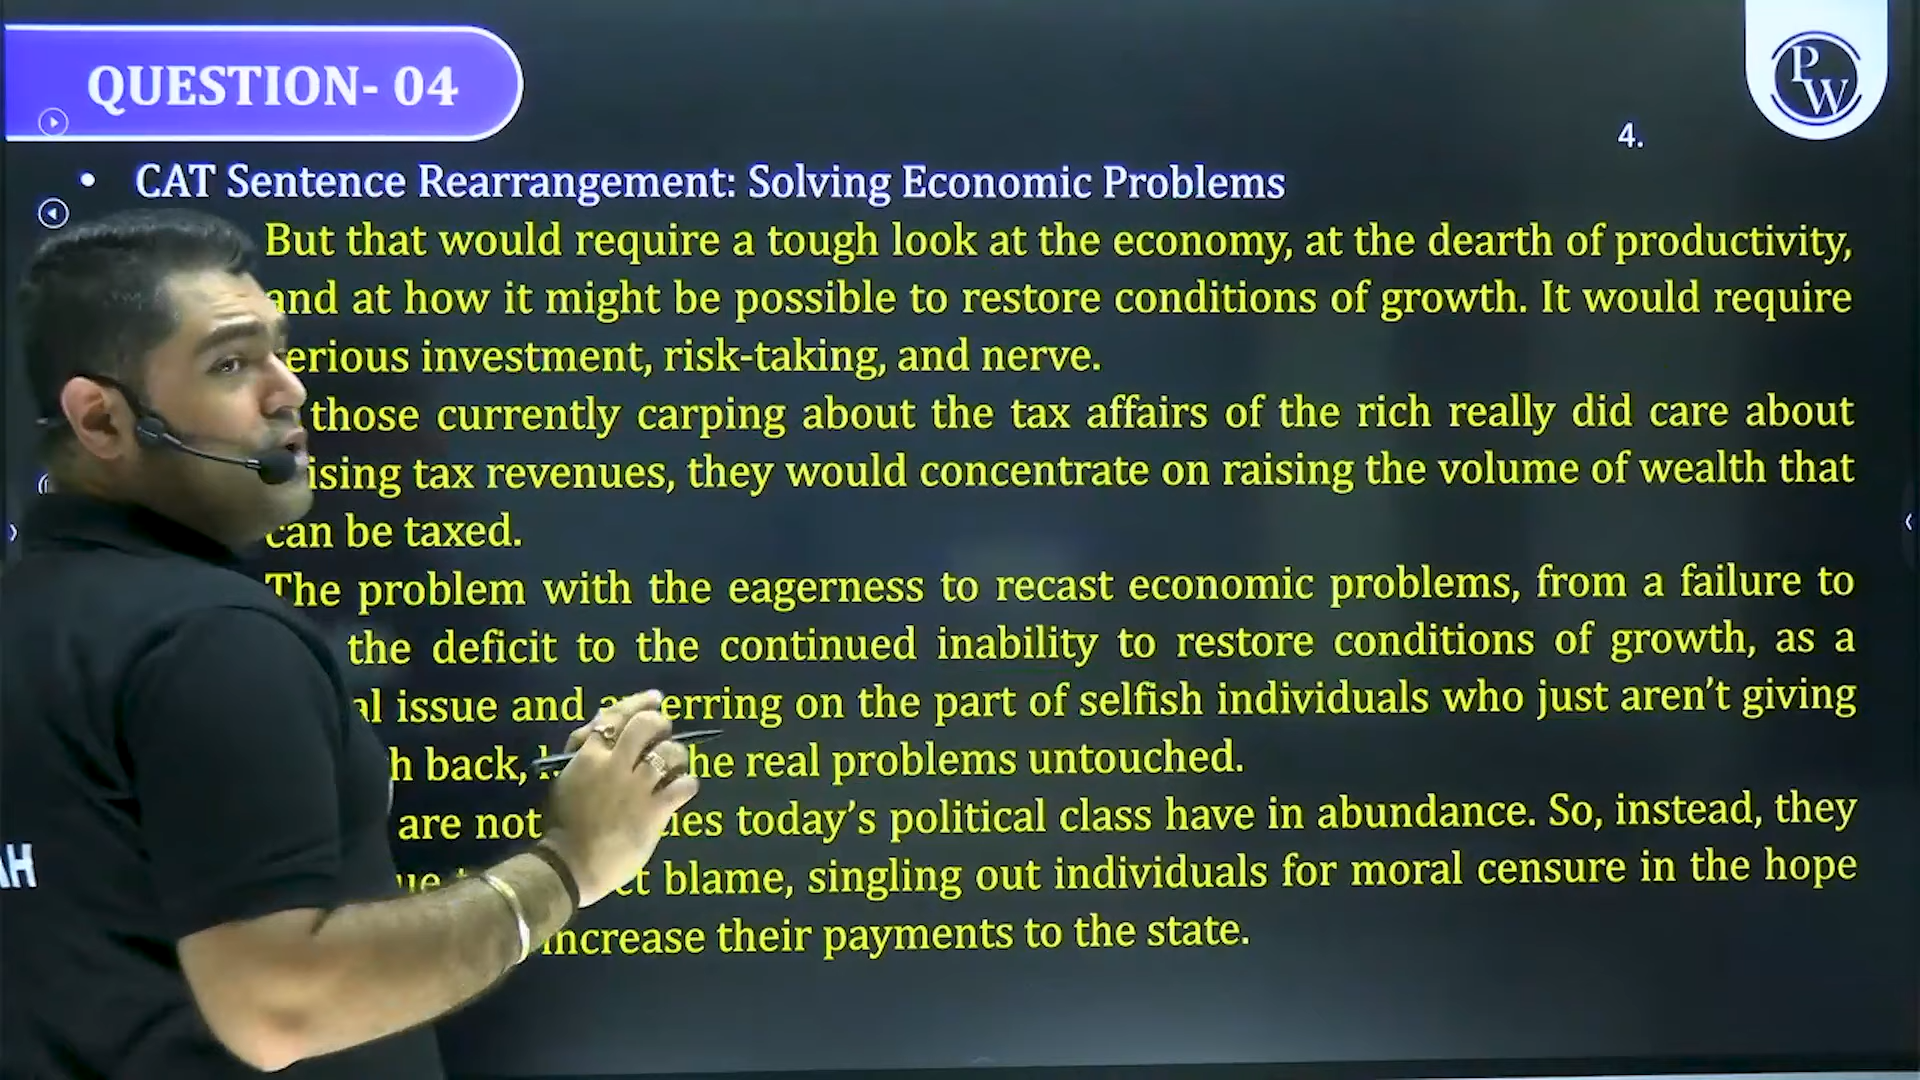 QUESTION- 04
P
W
4.
• CAT Sentence Rearrangement: Solving Economic Problems
But that would require a tough look at the economy, at the dearth of productivity,
and at how it might be possible to restore conditions of growth. It would require
erious investment, risk-taking, and nerve.
those currently carping about the tax affairs of the rich really did care about
ising tax revenues, they would concentrate on raising the volume of wealth that
can be taxed.
The problem with the eagerness to recast economic problems, from a failure to
the deficit to the continued inability to restore conditions of growth, as a
al issue and erring on the part of selfish individuals who just aren't giving
h back, he real problems untouched.
are not ies today's political class have in abundance. So, instead, they
ue ct blame, singling out individuals for moral censure in the hope
increase their payments to the state.
AH